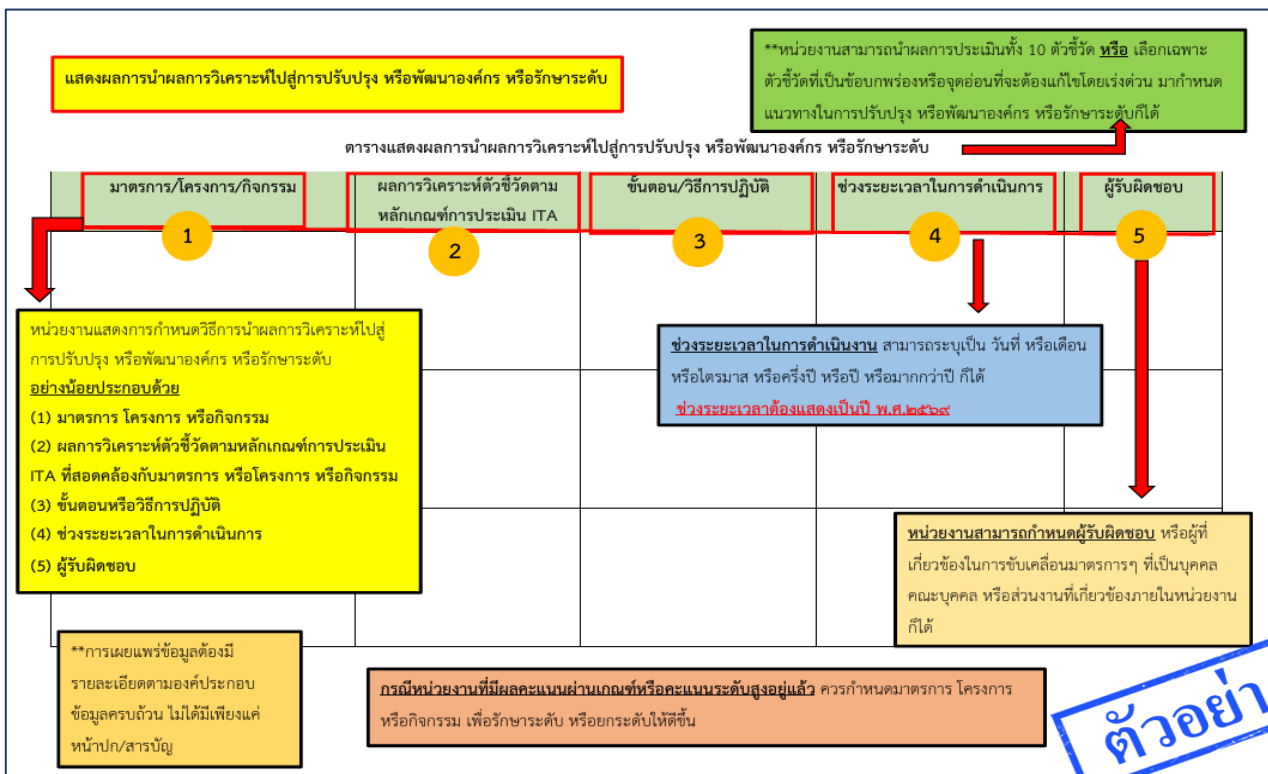 **หน่วยงานสามารถนำผลการประเมินทั้ง 10 ตัวชี้วัด หรือ เลือกเฉพาะ
ตัวชี้วัดที่เป็นข้อบกพร่องหรือจุดอ่อนที่จะต้องแก้ไขโดยเร่งด่วน มากำหนด
แนวทางในการปรับปรุง หรือพัฒนาองค์กร หรือรักษาระดับก็ได้
แสดงผลการนำผลการวิเคราะห์ไปสู่การปรับปรุง หรือพัฒนาองค์กร หรือรักษาระดับ
ตารางแสดงผลการนำผลการวิเคราะห์ไปสู่การปรับปรุง หรือพัฒนาองค์กร หรือรักษาระดับ
มาตรการ/โครงการ/กิจกรรม
1
ผลการวิเคราะห์ตัวชี้วัดตาม
หลักเกณฑ์การประเมิน ITA
2
ขั้นตอน/วิธีการปฏิบัติ
3
ช่วงระยะเวลาในการดำเนินการ
4
ผู้รับผิดชอบ
5
หน่วยงานแสดงการกำหนดวิธีการนำผลการวิเคราะห์ไปสู่
การปรับปรุง หรือพัฒนาองค์กร หรือรักษาระดับ
อย่างน้อยประกอบด้วย
(1) มาตรการ โครงการ หรือกิจกรรม
(2) ผลการวิเคราะห์ตัวชี้วัดตามหลักเกณฑ์การประเมิน
ITA ที่สอดคล้องกับมาตรการ หรือโครงการ หรือกิจกรรม
(3) ขั้นตอนหรือวิธีการปฏิบัติ
(4) ช่วงระยะเวลาในการดำเนินการ
(5) ผู้รับผิดชอบ
ช่วงระยะเวลาในการดำเนินงาน สามารถระบุเป็น วันที่ หรือเดือน
หรือไตรมาส หรือครึ่งปี หรือปี หรือมากกว่าปี ก็ได้
ช่วงระยะเวลาต้องแสดงเป็นปี พ.ศ.๒๕๖๙
หน่วยงานสามารถกำหนดผู้รับผิดชอบ หรือผู้ที่
เกี่ยวข้องในการขับเคลื่อนมาตรการๆ ที่เป็นบุคคล
คณะบุคคล หรือส่วนงานที่เกี่ยวข้องภายในหน่วยงาน
ก็ได้
**การเผยแพร่ข้อมูลต้องมี
รายละเอียดตามองค์ประกอบ
ข้อมูลครบถ้วน ไม่ได้มีเพียงแค่
หน้าปก/สารบัญ
กรณีหน่วยงานที่มีผลคะแนนผ่านเกณฑ์หรือคะแนนระดับสูงอยู่แล้ว ควรกำหนดมาตรการ โครงการ
หรือกิจกรรม เพื่อรักษาระดับ หรือยกระดับให้ดีขึ้น
ตัวอย่า